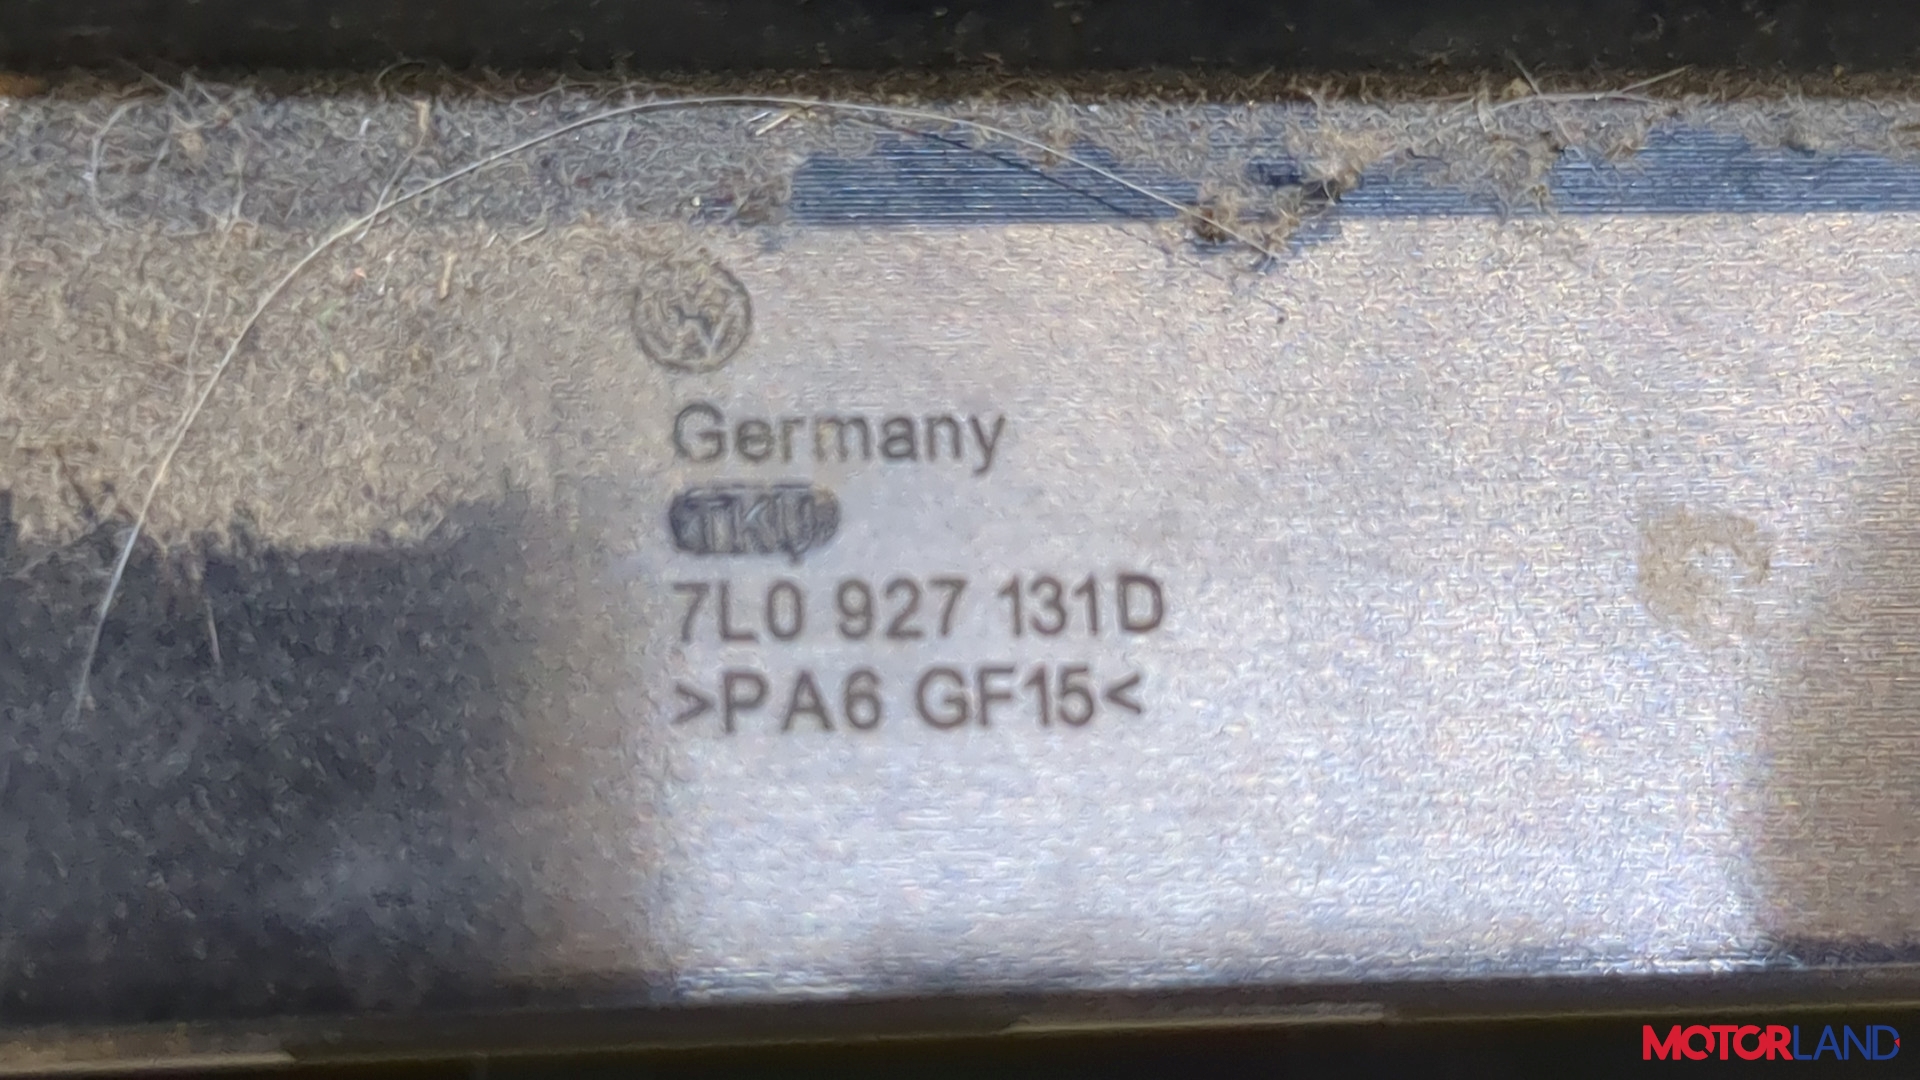 Germany
TKU
7L0 927 131D
>PA6 GF15<
MOTORLAND